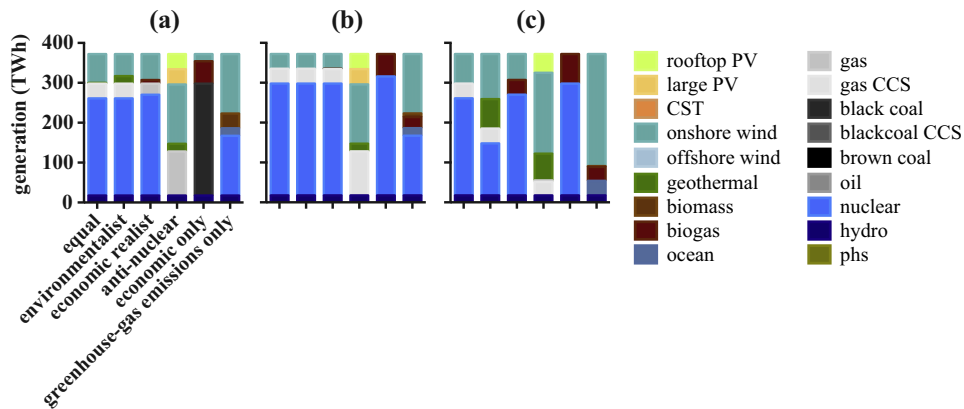 (a)
(b)
(c)
generation (TWh)
400
300
200
100
0
equal
environmentalist
economic realist
anti-nuclear
economic only
greenhouse-gas emissions only
rooftop PV
large PV
CST
onshore wind
offshore wind
geothermal
biomass
biogas
ocean
gas
gas CCS
black coal
blackcoal CCS
brown coal
oil
nuclear
hydro
phs